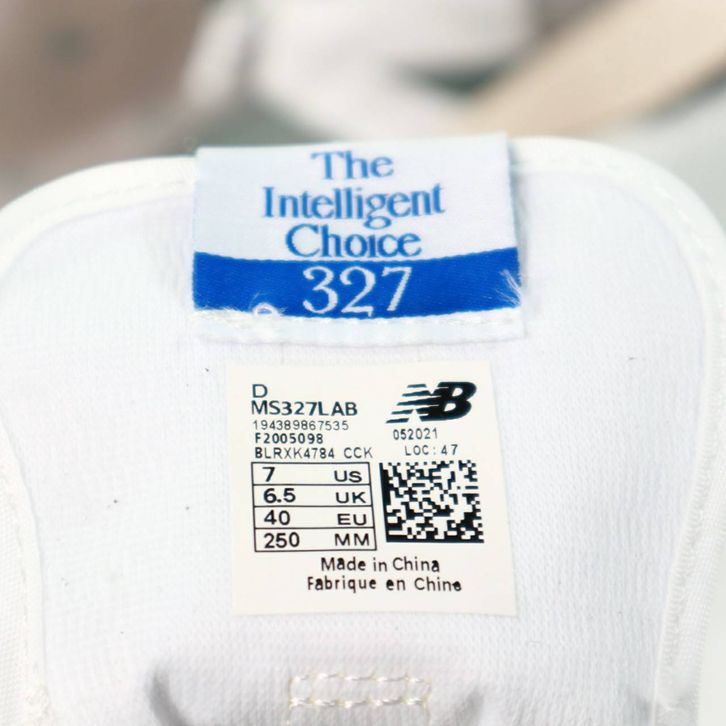 The
Intelligent
Choice
327
D
MS327LAB
NB
194389867535
052021
F2005098
LOC:47
BLRXK4784 CCK
7 US
6.5 UK
40 EU
250 MM
Made in China
Fabrique en Chine